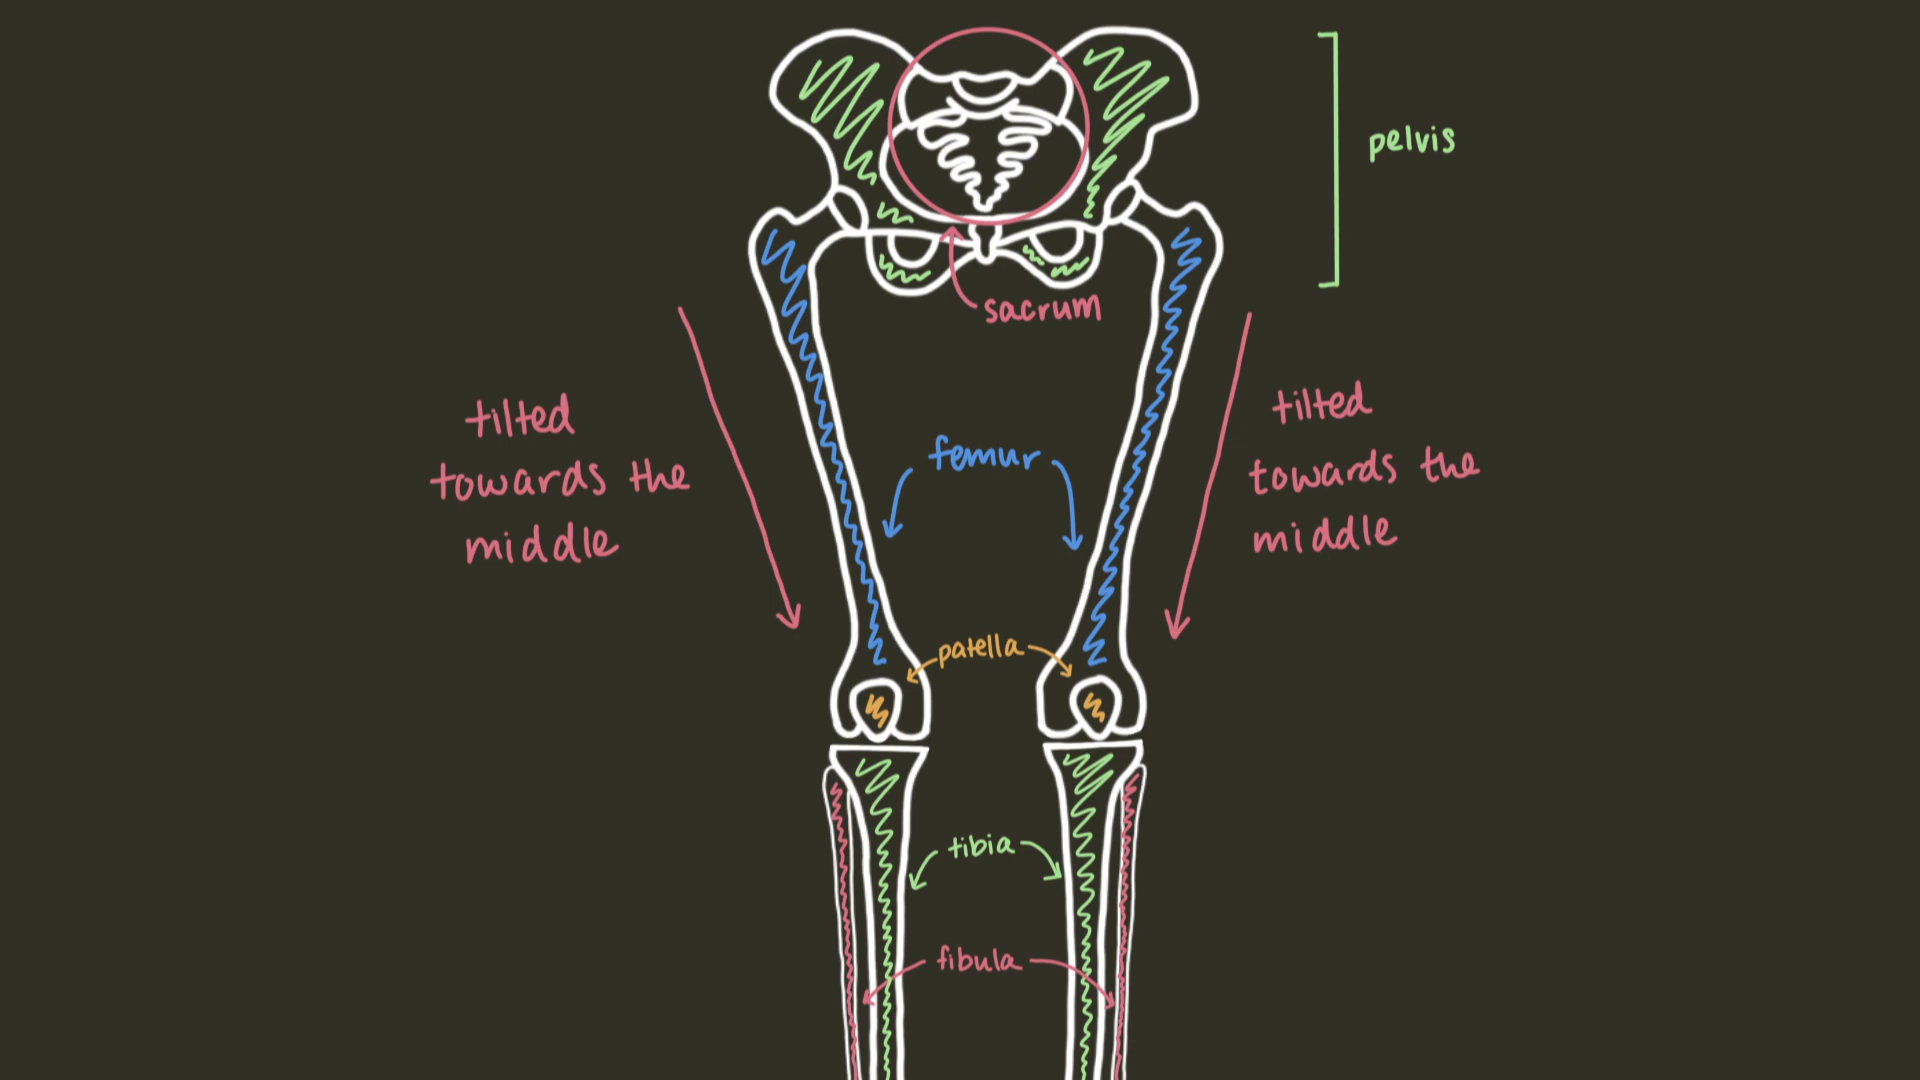 pelvis
sacrum
tilted
towards the
middle
femur
tilted
towards the
middle
patella
tibia
fibula